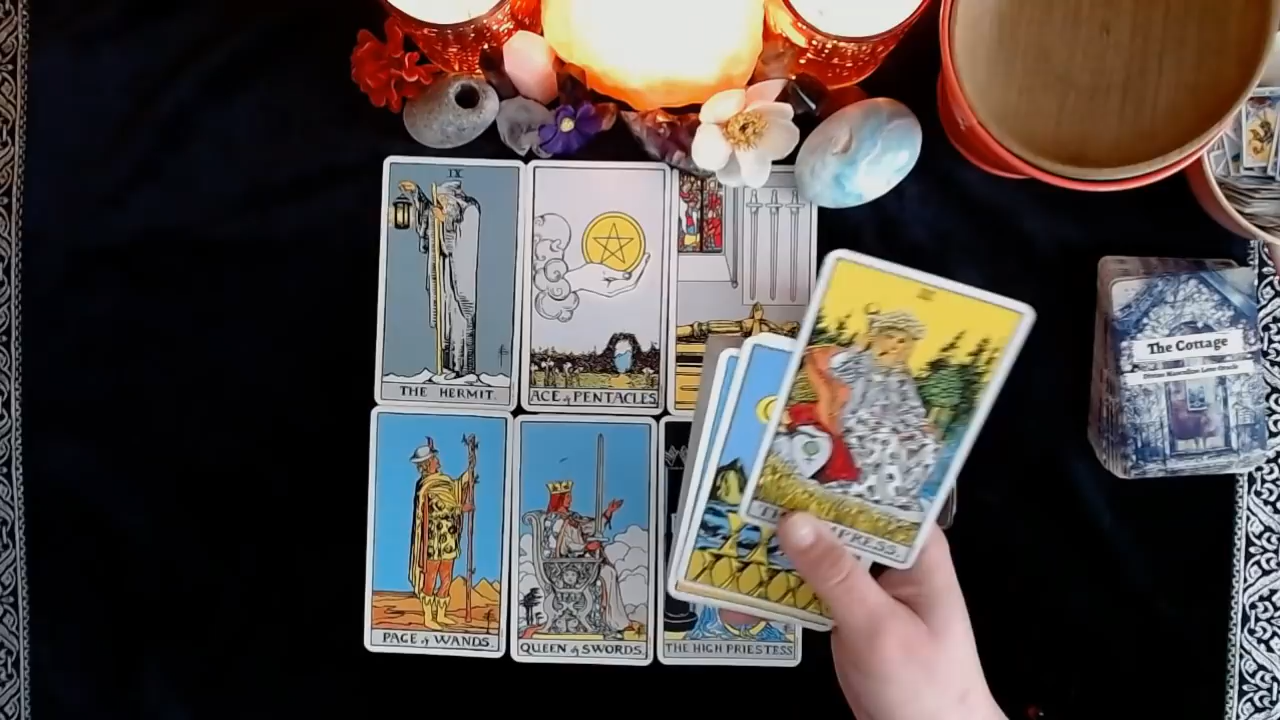 IX
THE HERMIT.
ACE of PENTACLES.
PAGE of WANDS.
QUEEN of SWORDS.
THE HIGH PRIESTESS
III
EMPRESS.
The Cottage